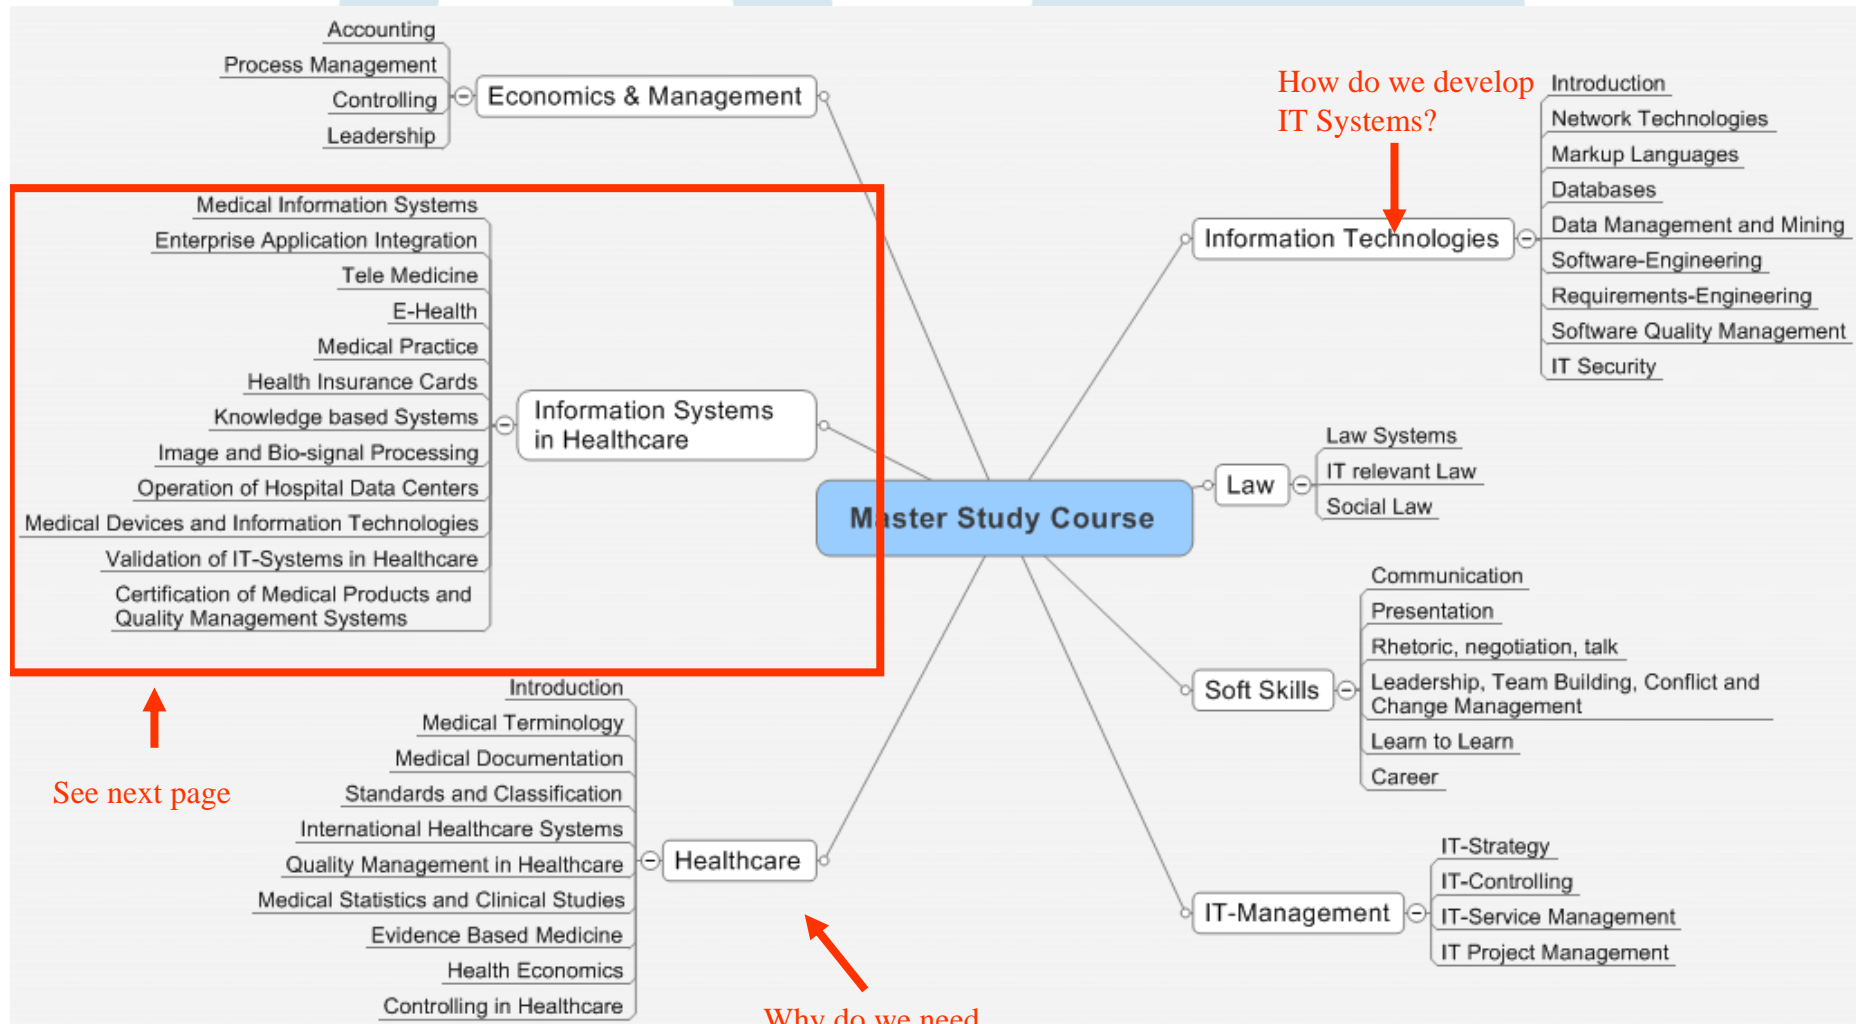 Accounting
Process Management
Controlling
Leadership
Economics & Management
Medical Information Systems
Enterprise Application Integration
Tele Medicine
E-Health
Medical Practice
Health Insurance Cards
Knowledge based Systems
Image and Bio-signal Processing
Operation of Hospital Data Centers
Medical Devices and Information Technologies
Validation of IT-Systems in Healthcare
Certification of Medical Products and
Quality Management Systems
Information Systems
in Healthcare
See next page
Introduction
Medical Terminology
Medical Documentation
Standards and Classification
International Healthcare Systems
Quality Management in Healthcare
Medical Statistics and Clinical Studies
Evidence Based Medicine
Health Economics
Controlling in Healthcare
Healthcare
Why do we need
Master Study Course
How do we develop
IT Systems?
Information Technologies
Introduction
Network Technologies
Markup Languages
Databases
Data Management and Mining
Software-Engineering
Requirements-Engineering
Software Quality Management
IT Security
Law
Law Systems
IT relevant Law
Social Law
Soft Skills
Communication
Presentation
Rhetoric, negotiation, talk
Leadership, Team Building, Conflict and
Change Management
Learn to Learn
Career
IT-Management
IT-Strategy
IT-Controlling
IT-Service Management
IT Project Management